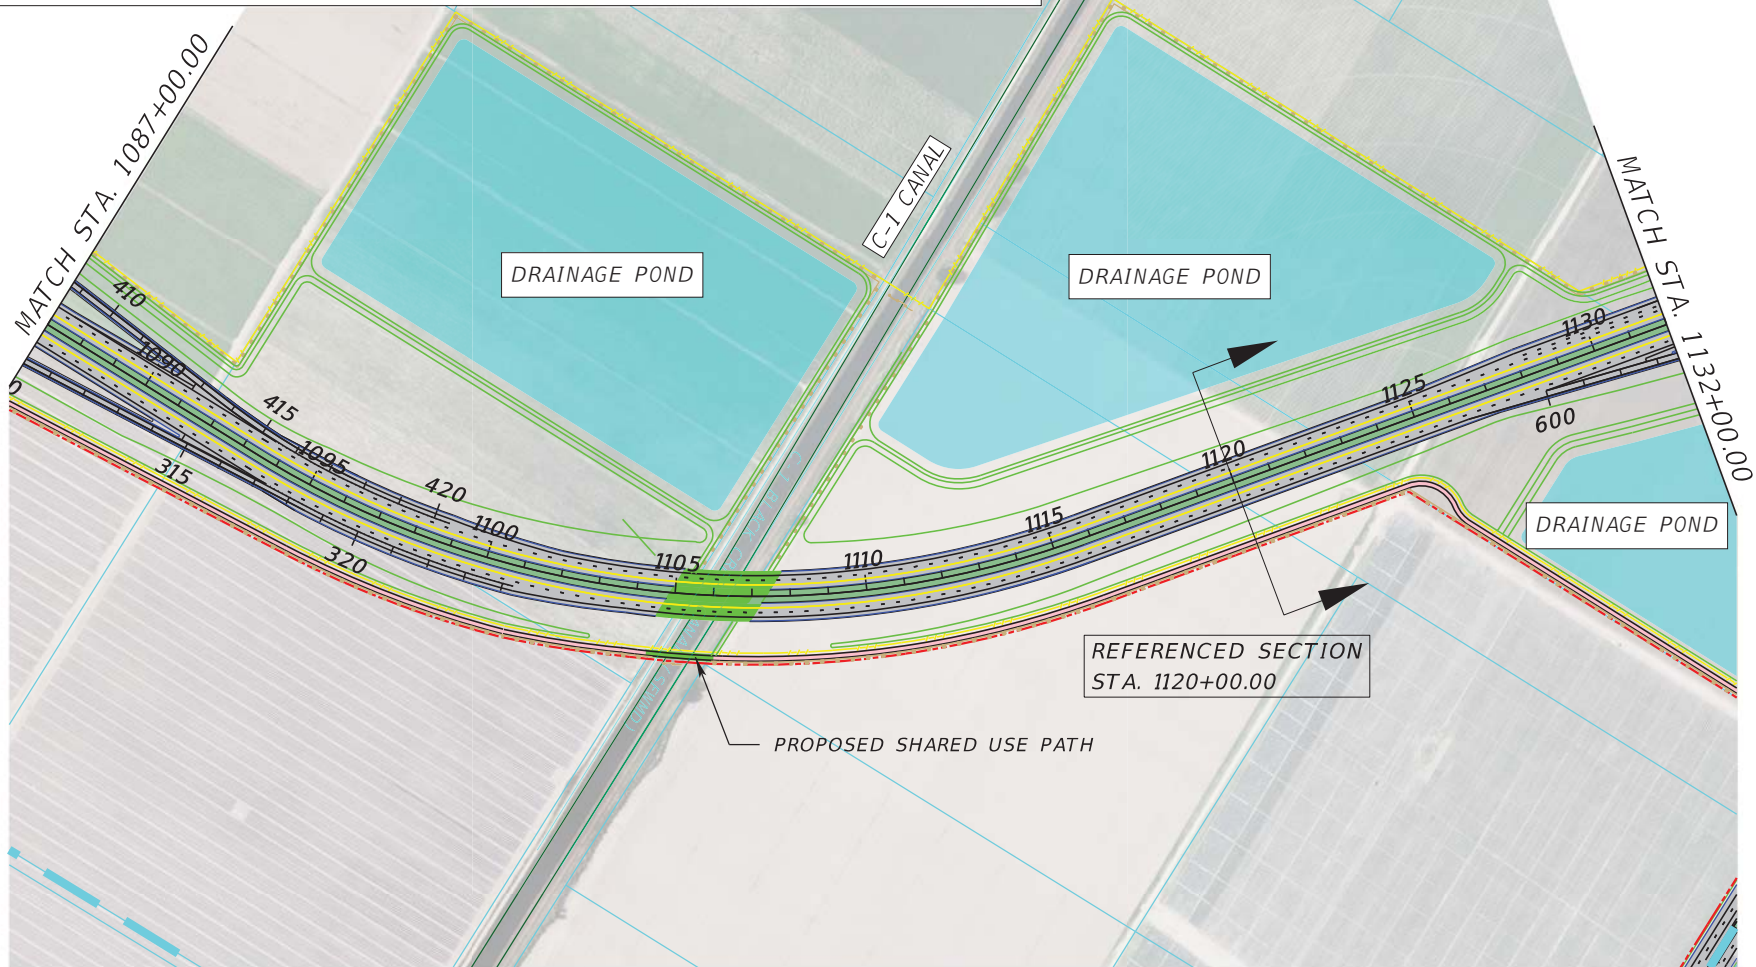 MATCH STA. 1087+00.00
C-1 CANAL
MATCH STA. 1132+00.00
DRAINAGE POND
DRAINAGE POND
410
1090
415
1095
420
1100
1105
1110
1115
1120
1125
1130
600
315
320
DRAINAGE POND
REFERENCED SECTION
STA. 1120+00.00
PROPOSED SHARED USE PATH